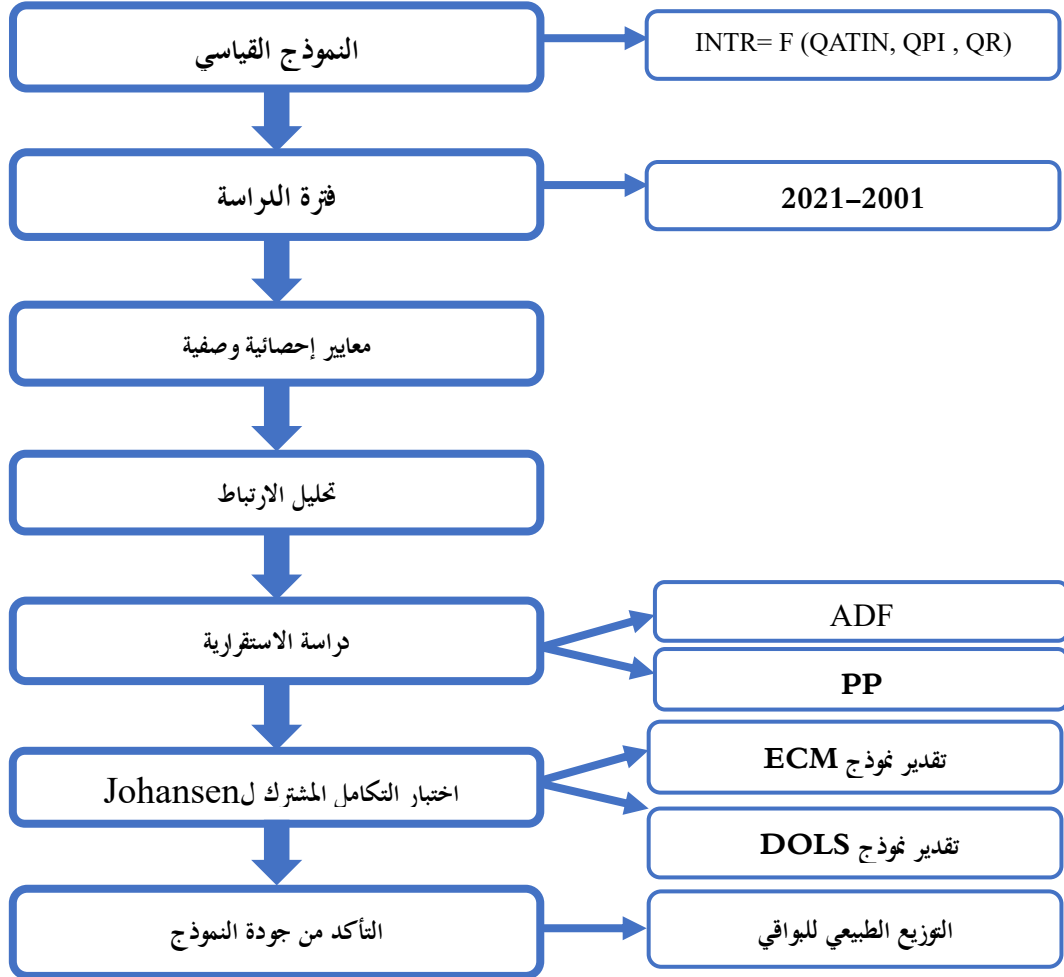 النموذج القياسي
INTR= F (QATIN, QPI , QR)
فترة الدراسة
2021–2001
معايير إحصائية وصفية
تحليل الارتباط
دراسة الاستقرارية
ADF
PP
اختبار التكامل المشترك لJohansen
تقدير نموذج ECM
تقدير نموذج DOLS
التأكد من جودة النموذج
التوزيع الطبيعي للبواقي